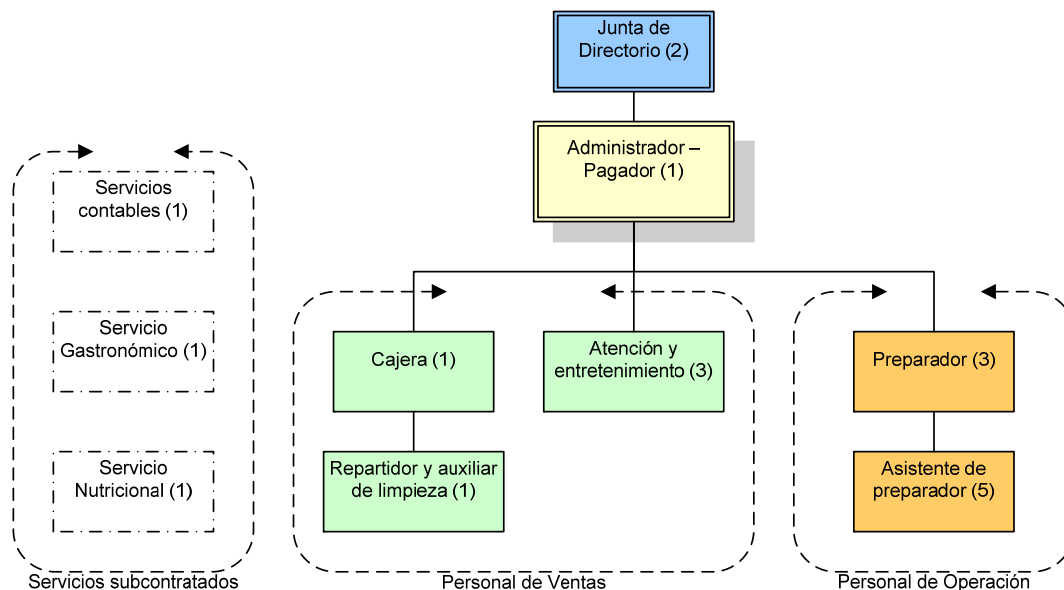 Junta de
Directorio (2)
Administrador –
Pagador (1)
Servicios
contables (1)
Servicio
Gastronómico (1)
Servicio
Nutricional (1)
Servicios subcontratados
Cajera (1)
Atención y
entretenimiento (3)
Repartidor y auxiliar
de limpieza (1)
Personal de Ventas
Preparador (3)
Asistente de
preparador (5)
Personal de Operación